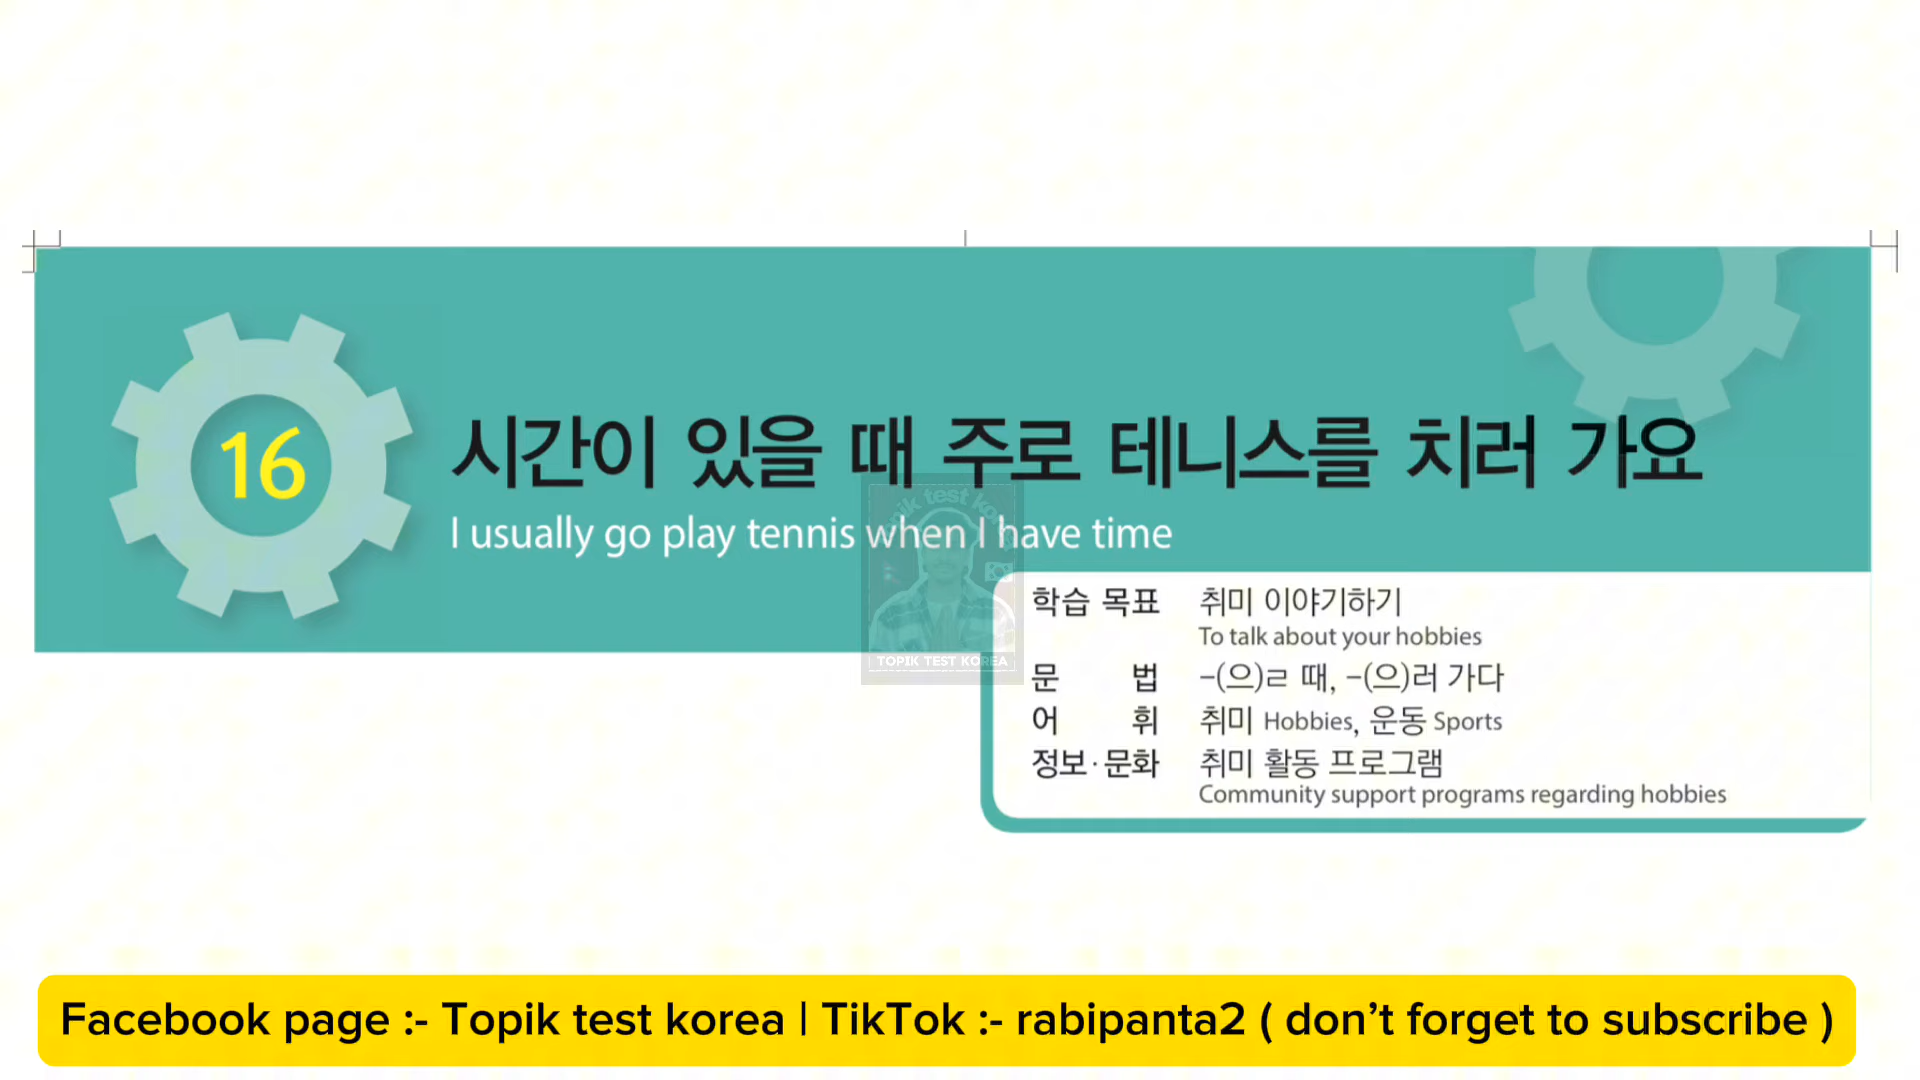 16
시간이 있을 때 주로 테니스를 치러 가요
I usually go play tennis when I have time
학습 목표 취미 이야기하기
To talk about your hobbies
문 법 -(으)ㄹ 때, -(으)러 가다
어 휘 취미 Hobbies, 운동 Sports
정보·문화 취미 활동 프로그램
Community support programs regarding hobbies
topik test korea
TOPIK TEST KOREA
Facebook page :- Topik test korea | TikTok :- rabipanta2 ( don’t forget to subscribe )